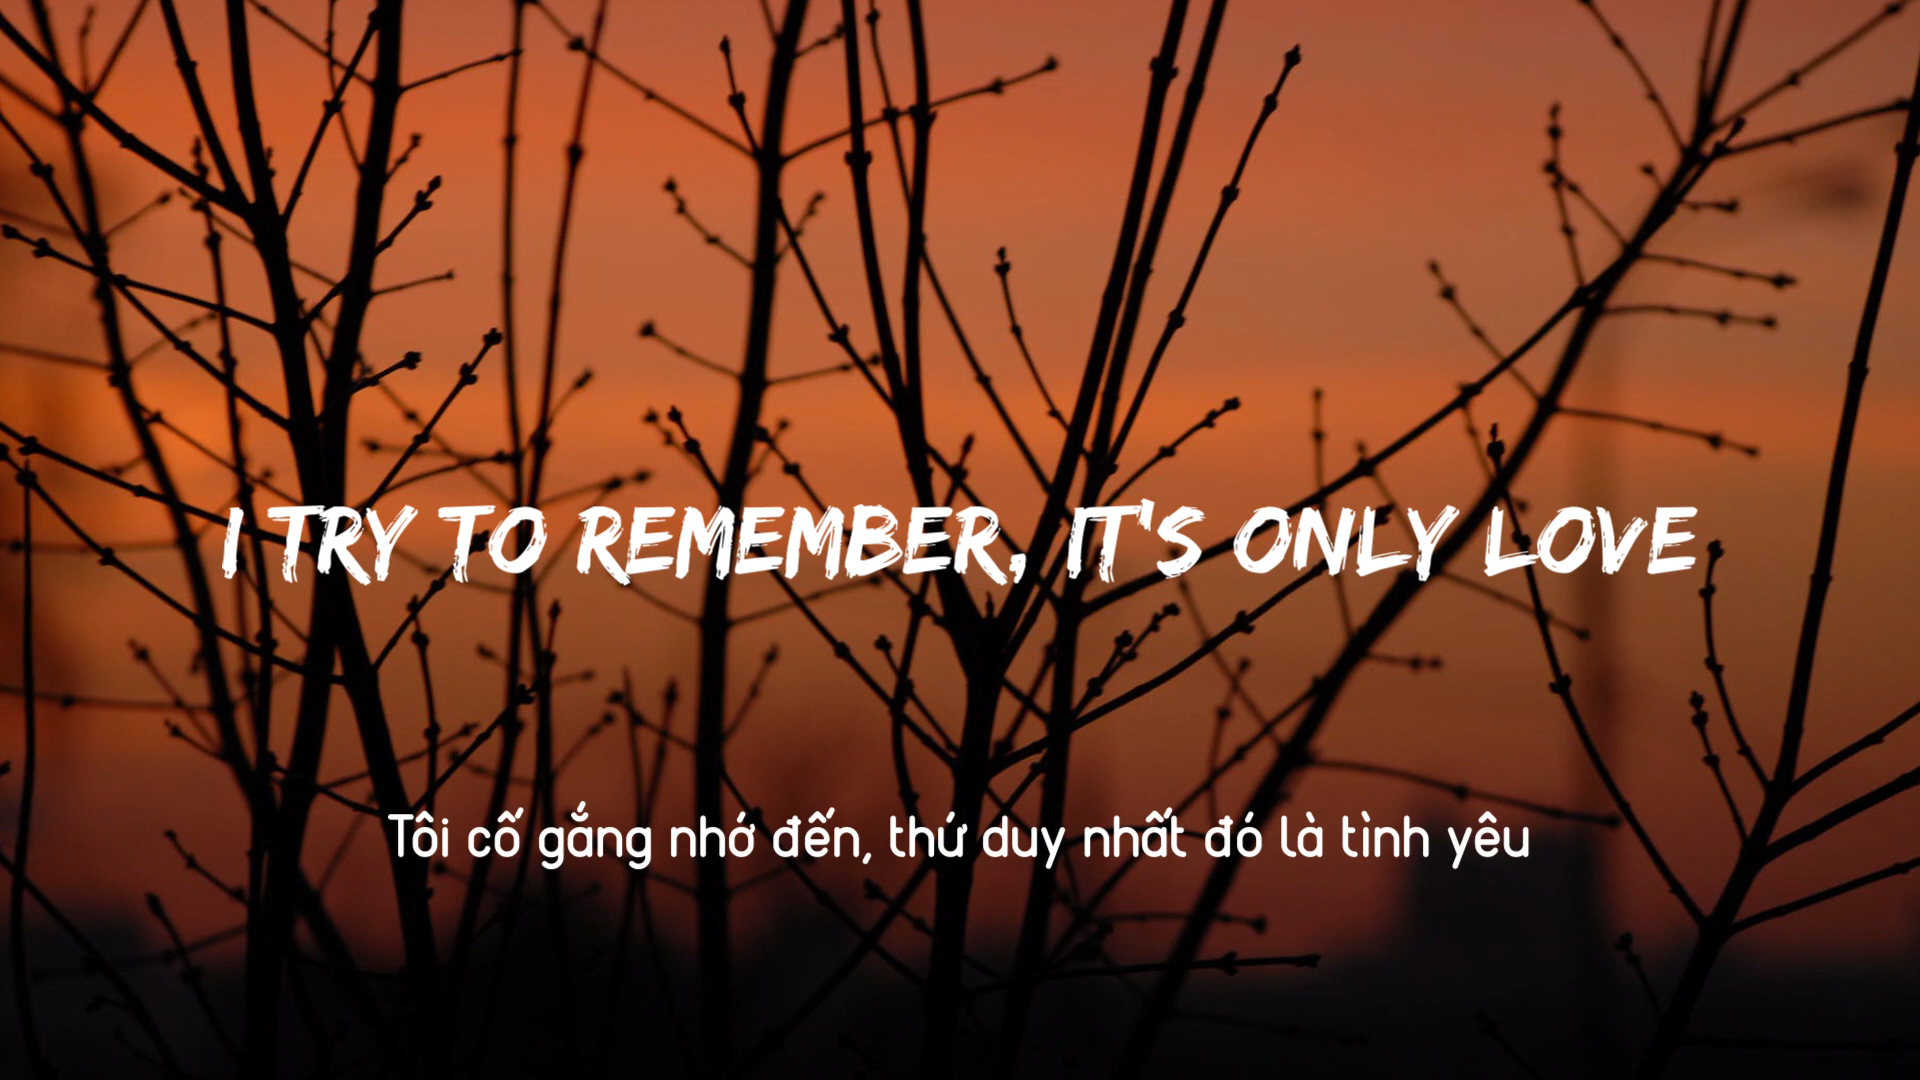 I TRY TO REMEMBER, IT'S ONLY LOVE
Tôi cố gắng nhớ đến, thứ duy nhất đó là tình yêu